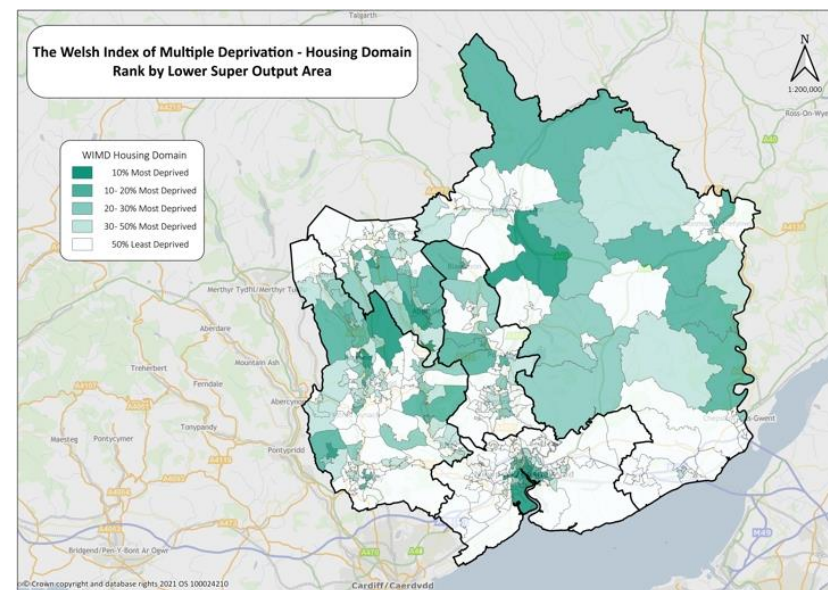 Talgarth
The Welsh Index of Multiple Deprivation - Housing Domain
Rank by Lower Super Output Area
N
1:200,000
Ross-On-Wye
WIMD Housing Domain
10% Most Deprived
10- 20% Most Deprived
20- 30% Most Deprived
30- 50% Most Deprived
50% Least Deprived
Merthyr Tydfil/Merthyr
Aberdare
Mountain Ash
Treherbert
Ferndale
Abercynon
Maesteg
Pontycymer
Tonypandy
Pontypridd
Bridgend/Pen-Y-Bont Ar Ogwr
© Crown copyright and database rights 2021 OS 100024210
Cardiff/Caerdydd